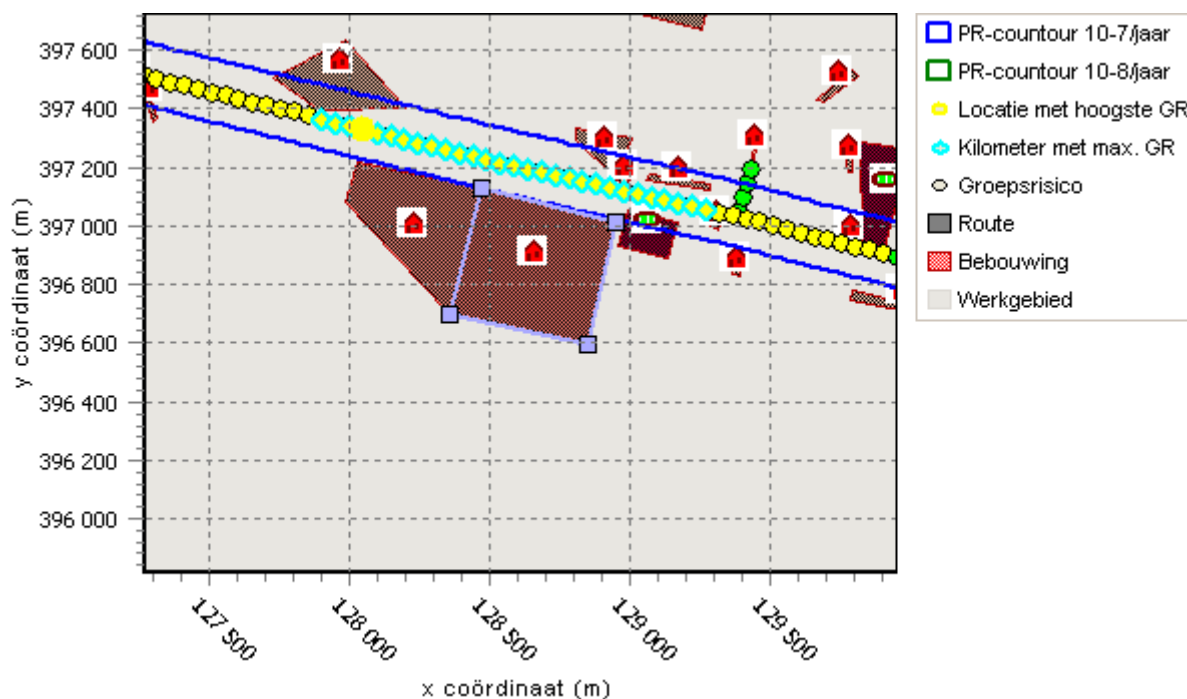 397 600
397 400
397 200
397 000
396 800
396 600
396 400
396 200
396 000
y coördinaat (m)
127 500
128 000
128 500
129 000
129 500
x coördinaat (m)
PR-countour 10-7/jaar
PR-countour 10-8/jaar
Locatie met hoogste GR
Kilometer met max. GR
Groepsrisico
Route
Bebouwing
Werkgebied